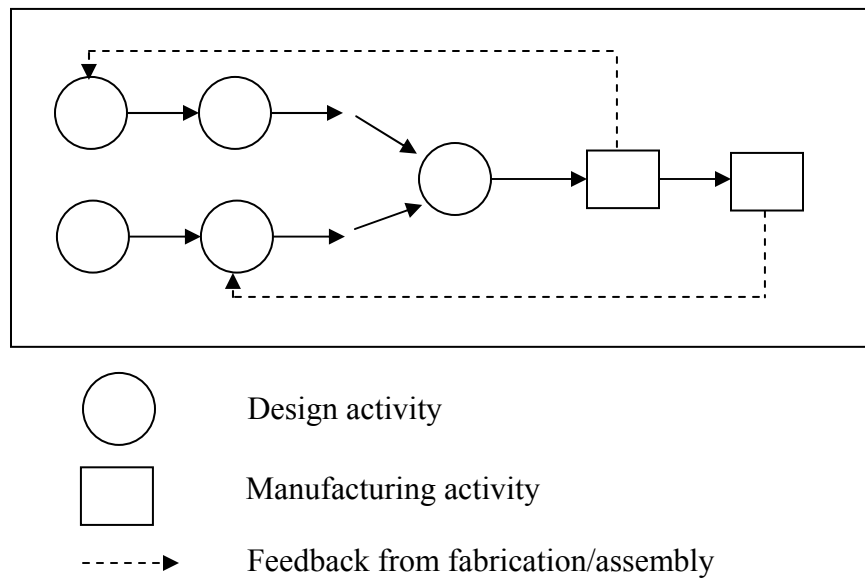 Design activity
Manufacturing activity
Feedback from fabrication/assembly